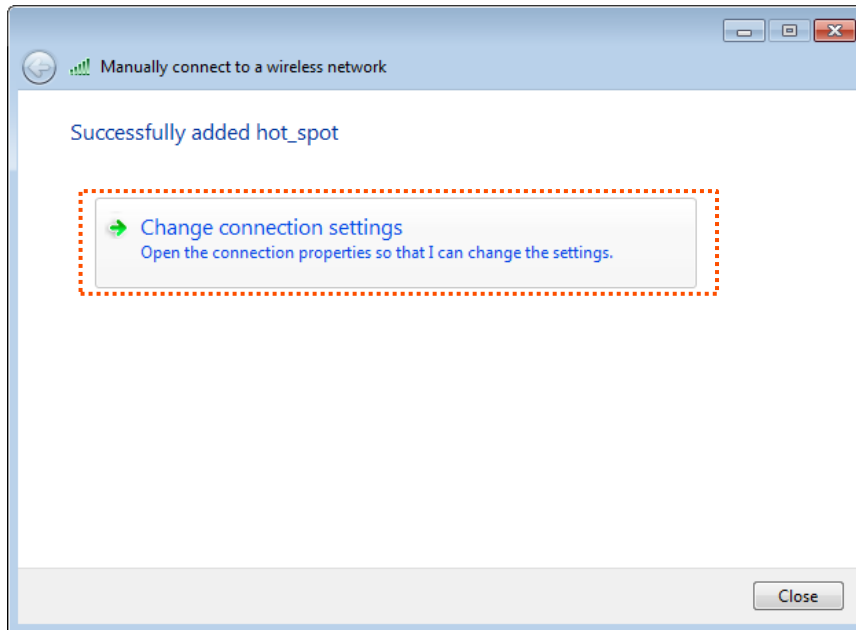 Manually connect to a wireless network
Successfully added hot_spot
Change connection settings
Open the connection properties so that I can change the settings.
Close